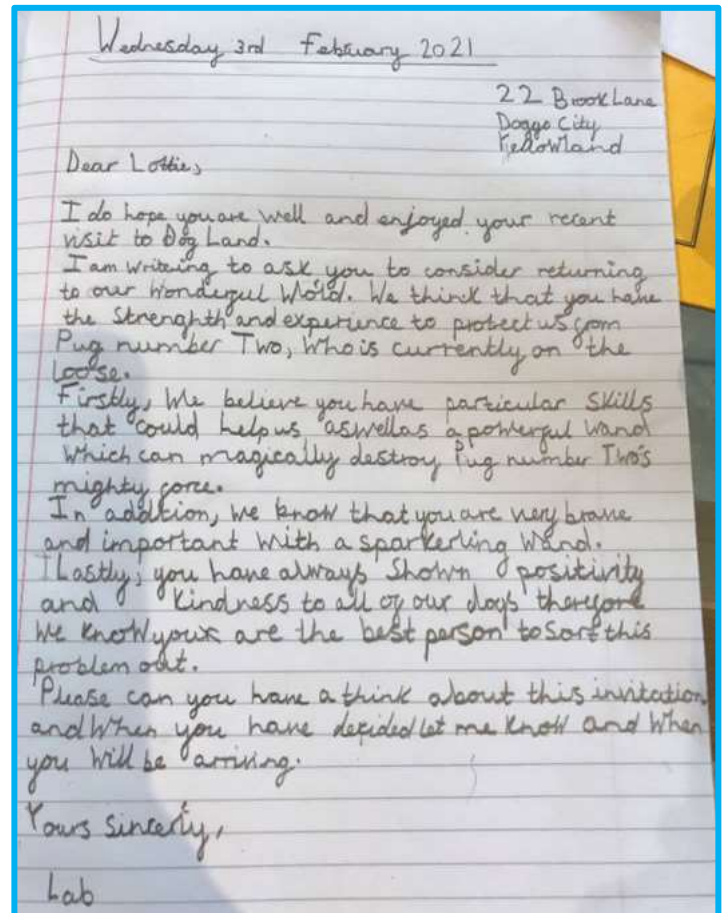 Wednesday 3rd February 2021
22 Brook Lane
Doggo City
Fellowland
Dear Lottie,
I do hope you are well and enjoyed your recent
visit to Dog Land.
I am writeing to ask you to consider returning
to our wonderful World. We think that you have
the Strenghth and experience to protect us from
Pug number Two, Who is currently on the
Loose.
Firstly, We believe you have particular Skills
that could help us aswellas a powerful wand
Which can magically destroy Pug number Two's
mighty force.
In addtion, we know that you are very brave
and important with a sparkerling wand.
Lastly, you have always Shown positivity
and kindness to all of our dogs therefore
We know your are the best person to sort this
problem out.
Please can you have a think about this invitation
and When you have decided let me know and When
you will be arriving.
Yours Sincerly,
Lab